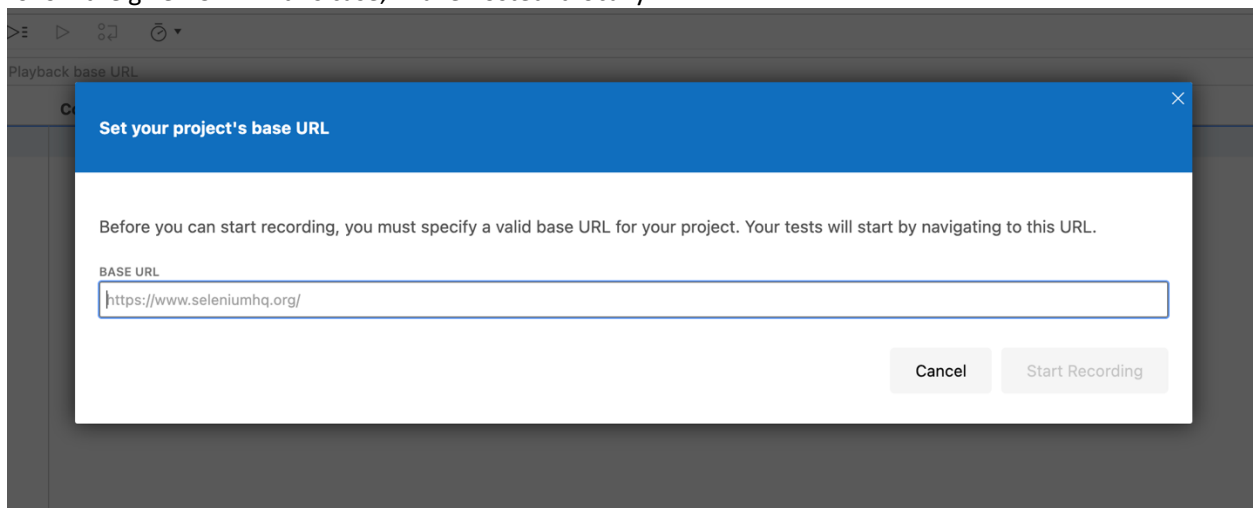 Playback base URL
Set your project's base URL
Before you can start recording, you must specify a valid base URL for your project. Your tests will start by navigating to this URL.
BASE URL
https://www.seleniumhq.org/
Cancel
Start Recording